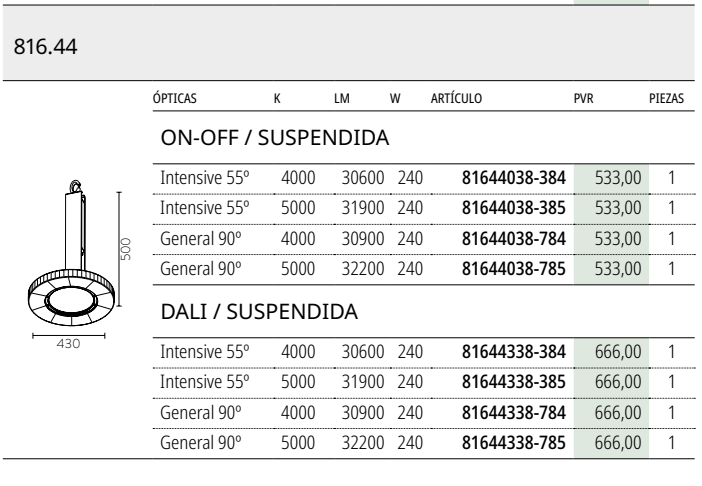 816.44
ÓPTICAS K LM W ARTÍCULO PVR PIEZAS
ON-OFF / SUSPENDIDA
Intensive 55º 4000 30600 240 81644038-384 533,00 1
Intensive 55º 5000 31900 240 81644038-385 533,00 1
General 90º 4000 30900 240 81644038-784 533,00 1
General 90º 5000 32200 240 81644038-785 533,00 1
500
430
DALI / SUSPENDIDA
Intensive 55º 4000 30600 240 81644338-384 666,00 1
Intensive 55º 5000 31900 240 81644338-385 666,00 1
General 90º 4000 30900 240 81644338-784 666,00 1
General 90º 5000 32200 240 81644338-785 666,00 1